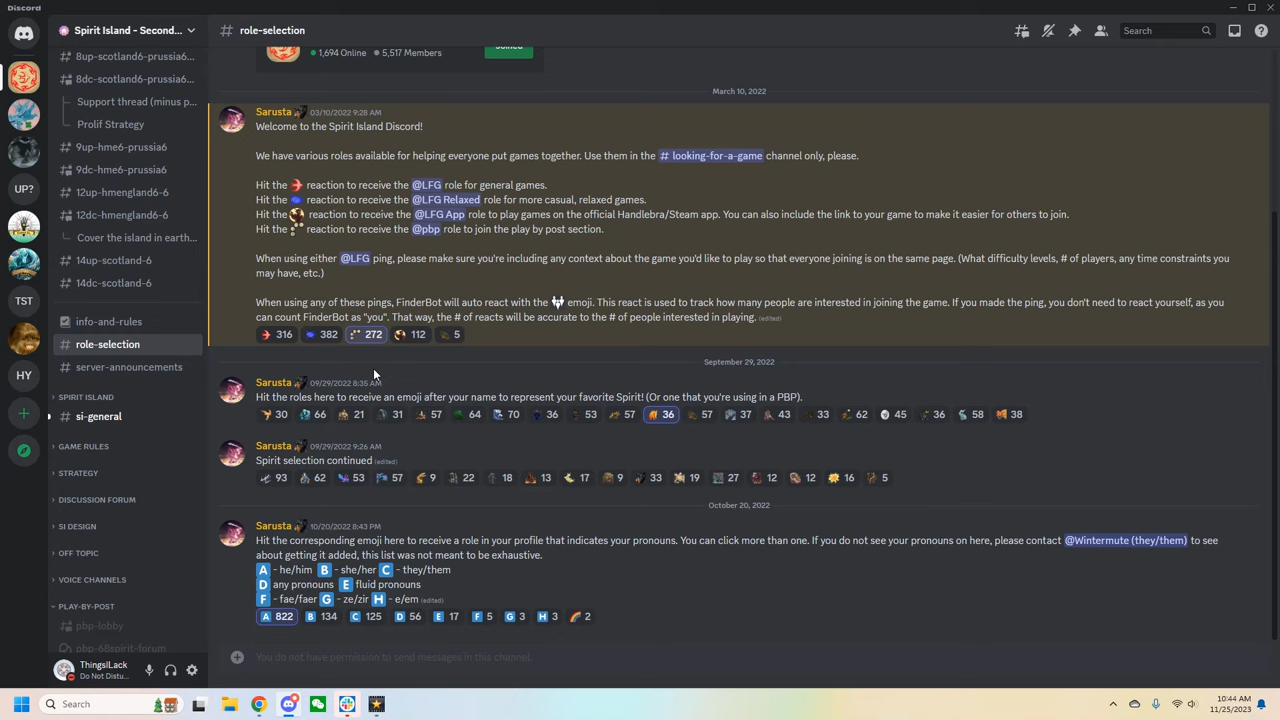 Discord
Spirit Island - Second...
role-selection
Search
8up-scotland6-prussia6...
8dc-scotland6-prussia6...
Support thread (minus p...
Prolif Strategy
9up-hme6-prussia6
9dc-hme6-prussia6
12up-hmengland6-6
12dc-hmengland6-6
Cover the island in earth...
14up-scotland6-6
14dc-scotland6-6
info-and-rules
role-selection
server-announcements
SPIRIT ISLAND
si-general
GAME RULES
STRATEGY
DISCUSSION FORUM
SI DESIGN
OFF TOPIC
VOICE CHANNELS
PLAY-BY-POST
pbp-lobby
pbp-68spirit-forum
UP?
TST
HY
ThingsILack
Do Not Distu...
1,694 Online 5,517 Members
Joined
March 10, 2022
Sarusta 03/10/2022 9:28 AM
Welcome to the Spirit Island Discord!
We have various roles available for helping everyone put games together. Use them in the # looking-for-a-game channel only, please.
Hit the reaction to receive the @LFG role for general games.
Hit the reaction to receive the @LFG Relaxed role for more casual, relaxed games.
Hit the reaction to receive the @LFG App role to play games on the official Handlebra/Steam app. You can also include the link to your game to make it easier for others to join.
Hit the reaction to receive the @pbp role to join the play by post section.
When using either @LFG ping, please make sure you're including any context about the game you'd like to play so that everyone joining is on the same page. (What difficulty levels, # of players, any time constraints you
may have, etc.)
When using any of these pings, FinderBot will auto react with the emoji. This react is used to track how many people are interested in joining the game. If you made the ping, you don't need to react yourself, as you
can count FinderBot as "you". That way, the # of reacts will be accurate to the # of people interested in playing. (edited)
316 382 272 112 5
September 29, 2022
Sarusta 09/29/2022 8:35 AM
Hit the roles here to receive an emoji after your name to represent your favorite Spirit! (Or one that you're using in a PBP).
30 66 21 31 57 64 70 36 53 57 36 57 37 43 33 62 45 36 58 38
Sarusta 09/29/2022 9:26 AM
Spirit selection continued (edited)
93 62 53 57 9 22 18 13 17 9 33 19 27 12 12 16 5
October 20, 2022
Sarusta 10/20/2022 8:43 PM
Hit the corresponding emoji here to receive a role in your profile that indicates your pronouns. You can click more than one. If you do not see your pronouns on here, please contact @Wintermute (they/them) to see
about getting it added, this list was not meant to be exhaustive.
A - he/him B - she/her C - they/them
D any pronouns E fluid pronouns
F - fae/faer G - ze/zir H - e/em (edited)
A 822 B 134 C 125 D 56 E 17 F 5 G 3 H 3 2
You do not have permission to send messages in this channel.
Search
10:44 AM
11/25/2023